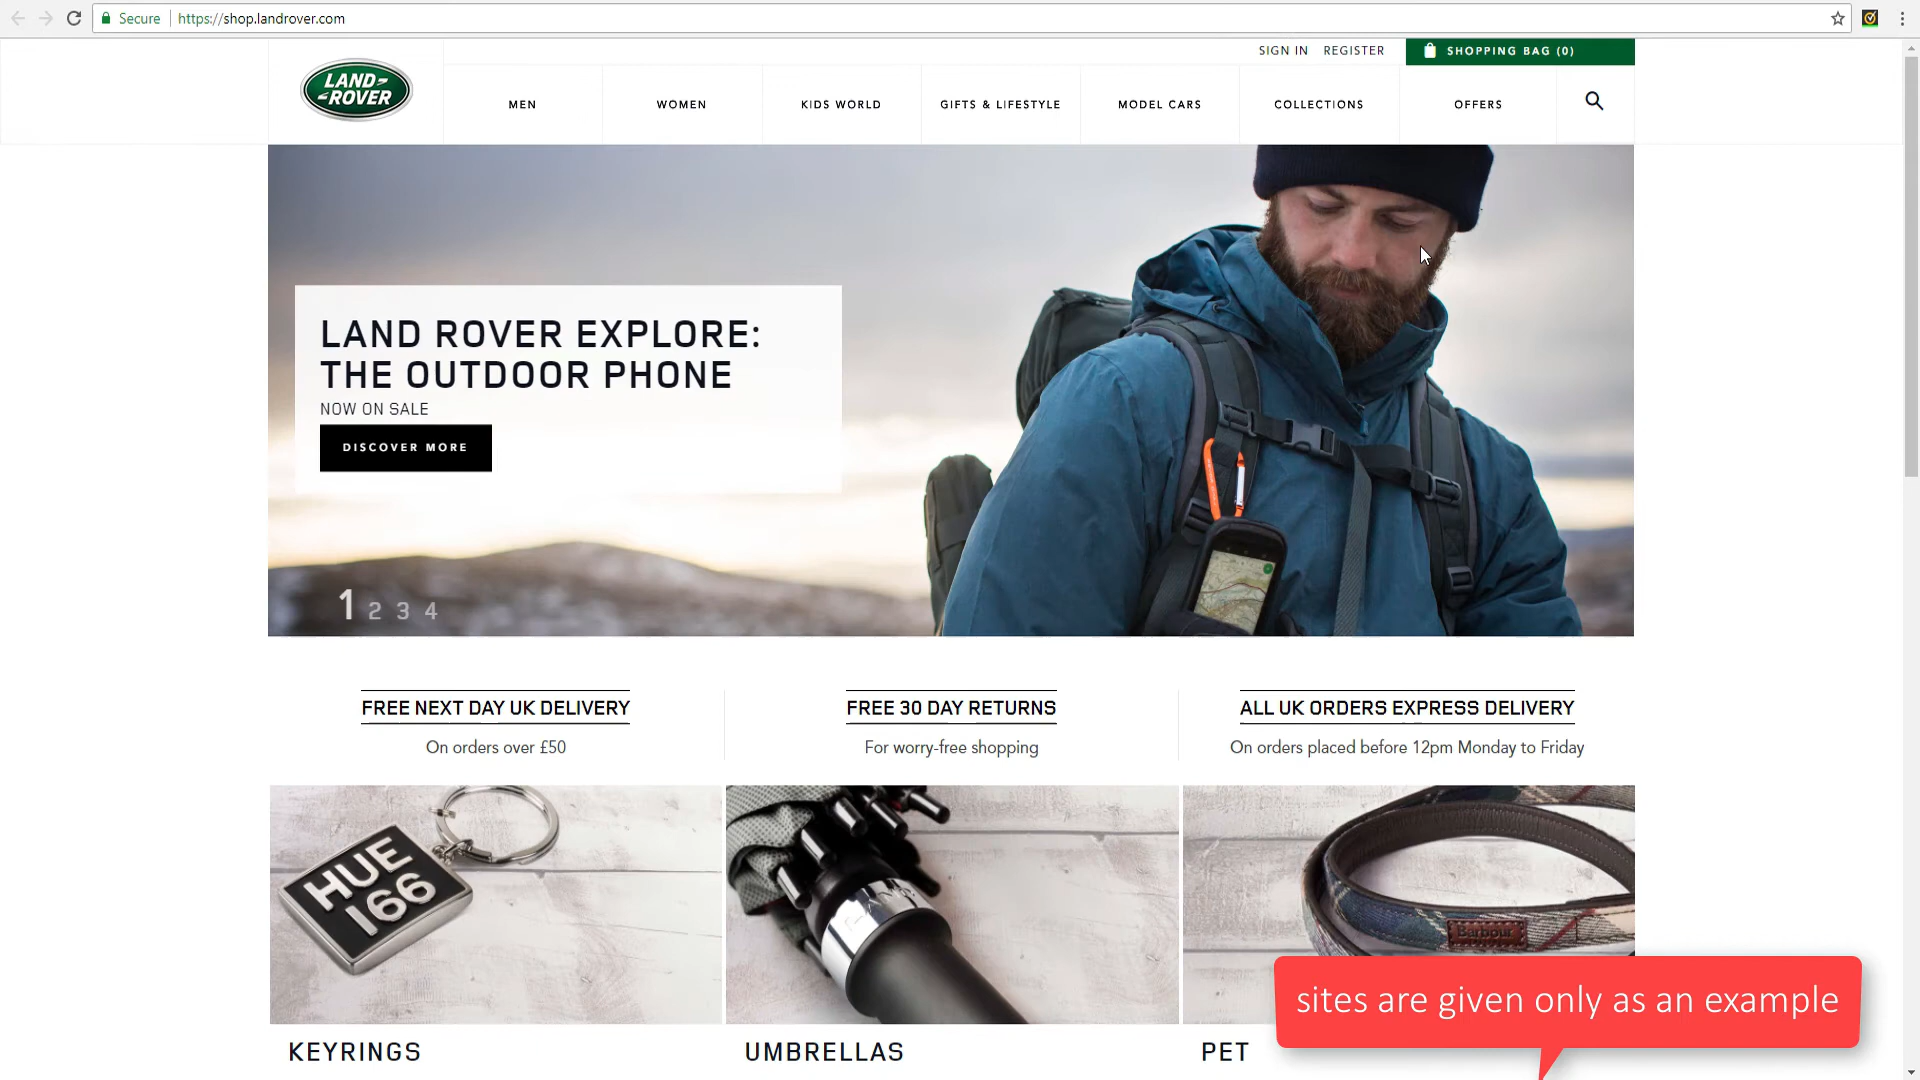 Secure
https://shop.landrover.com
SIGN IN REGISTER
SHOPPING BAG (0)
LAND-
-ROVER
MEN
WOMEN
KIDS WORLD
GIFTS & LIFESTYLE
MODEL CARS
COLLECTIONS
OFFERS
LAND ROVER EXPLORE:
THE OUTDOOR PHONE
NOW ON SALE
DISCOVER MORE
1 2 3 4
FREE NEXT DAY UK DELIVERY
On orders over £50
FREE 30 DAY RETURNS
For worry-free shopping
ALL UK ORDERS EXPRESS DELIVERY
On orders placed before 12pm Monday to Friday
HUE
166
Barbour
sites are given only as an example
KEYRINGS
UMBRELLAS
PET